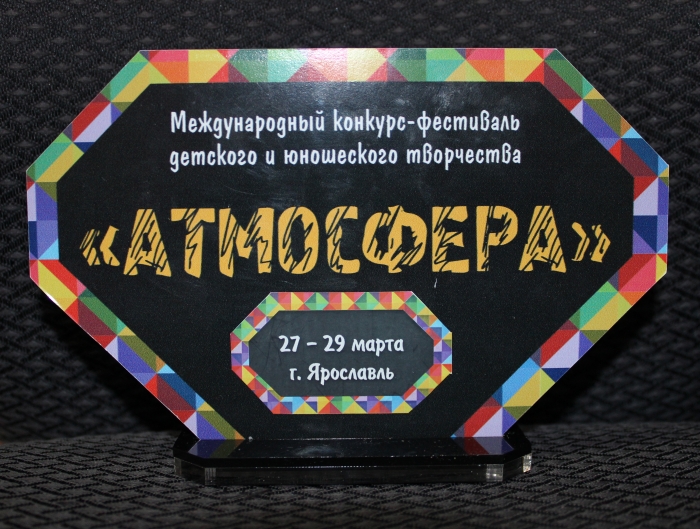 Международный конкурс-фестиваль
детского и юношеского творчества
«АТМОСФЕРА»
27 – 29 марта
г. Ярославль